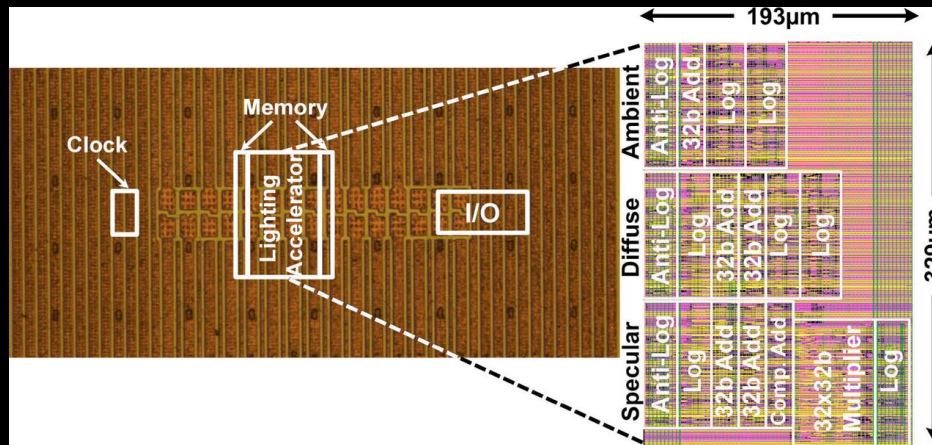 193µm
Memory
Clock
Lighting
Accelerator
I/O
Ambient
Anti-Log
32b Add
Log
Log
Diffuse
Anti-Log
Log
32b Add
32b Add
Log
Log
Specular
Anti-Log
Log
32b Add
32b Add
Comp. Add
32x32b
Multiplier
Log